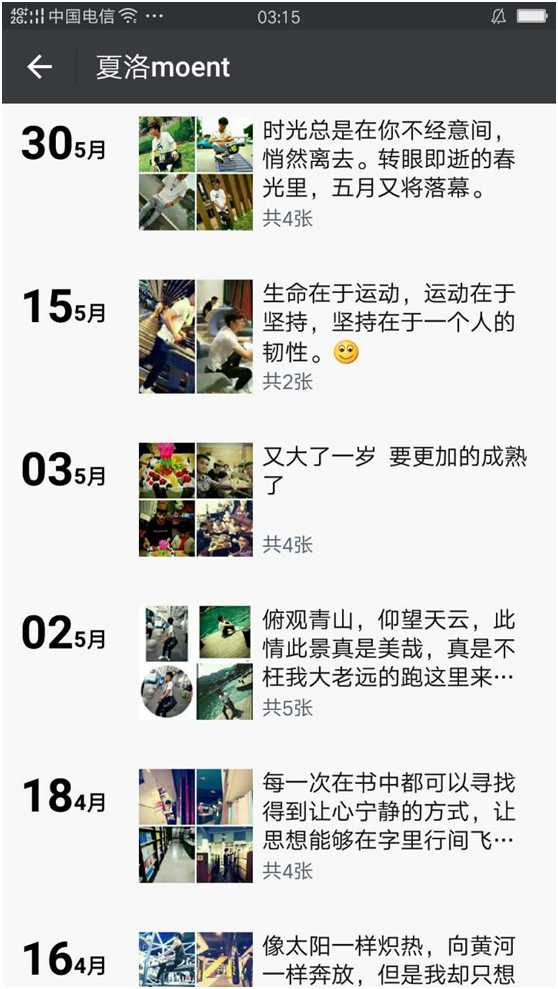 4G+ 2G 中国电信 ··· 03:15
夏洛moent
30 5月
时光总是在你不经意间，
悄然离去。转眼即逝的春
光里，五月又将落幕。
共4张
15 5月
生命在于运动，运动在于
坚持，坚持在于一个人的
韧性。
共2张
03 5月
又大了一岁 要更加的成熟
了
共4张
02 5月
俯观青山，仰望天云，此
情此景真是美哉，真是不
枉我大老远的跑这里来…
共5张
18 4月
每一次在书中都可以寻找
得到让心宁静的方式，让
思想能够在字里行间飞…
共4张
16 4月
像太阳一样炽热，向黄河
一样奔放，但是我却只想